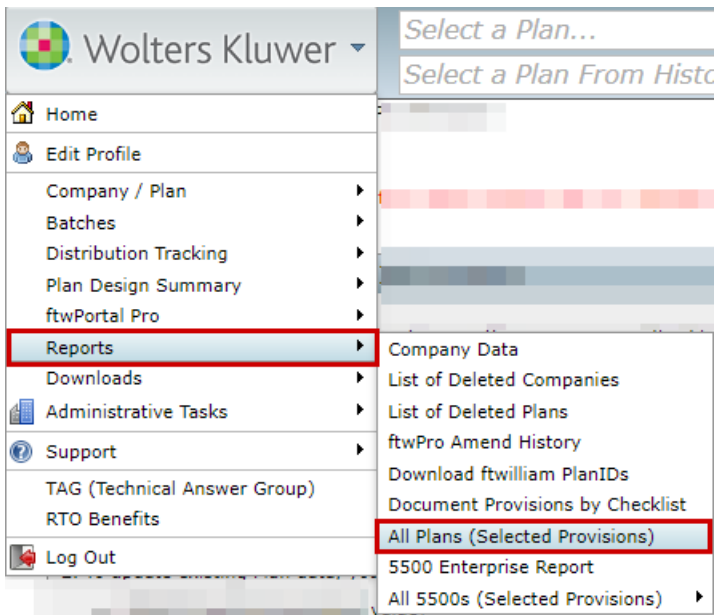 Wolters Kluwer
Select a Plan...
Select a Plan From Histo
Home
Edit Profile
Company / Plan
Batches
Distribution Tracking
Plan Design Summary
ftwPortal Pro
Reports
Downloads
Administrative Tasks
Support
TAG (Technical Answer Group)
RTO Benefits
Log Out
Company Data
List of Deleted Companies
List of Deleted Plans
ftwPro Amend History
Download ftwilliam PlanIDs
Document Provisions by Checklist
All Plans (Selected Provisions)
5500 Enterprise Report
All 5500s (Selected Provisions)